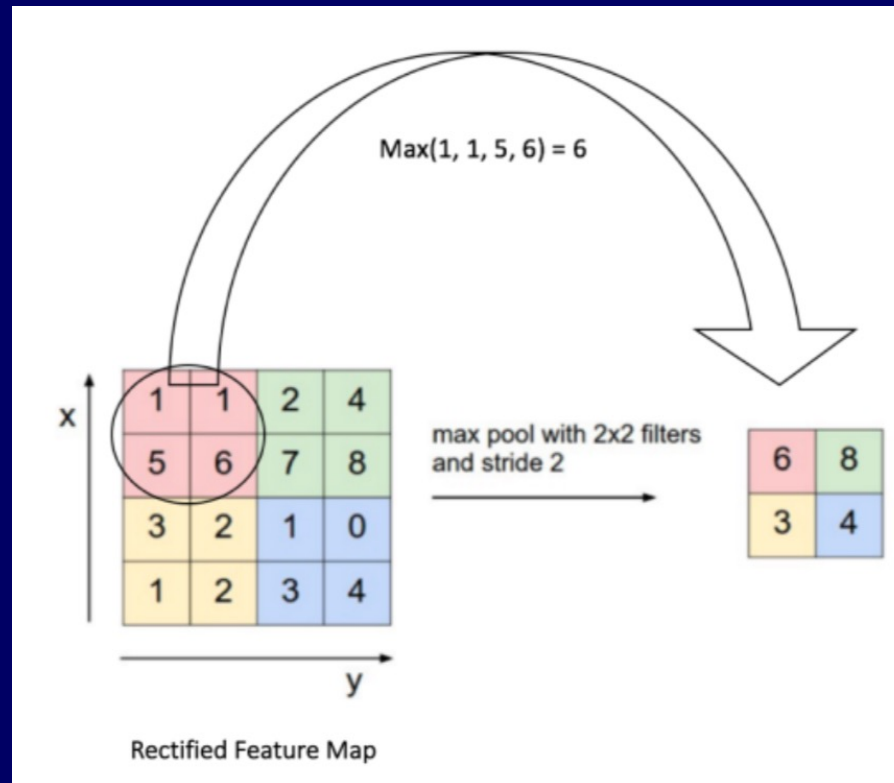 Max(1, 1, 5, 6) = 6
x
1 1 2 4
5 6 7 8
3 2 1 0
1 2 3 4
y
max pool with 2x2 filters
and stride 2
6 8
3 4
Rectified Feature Map